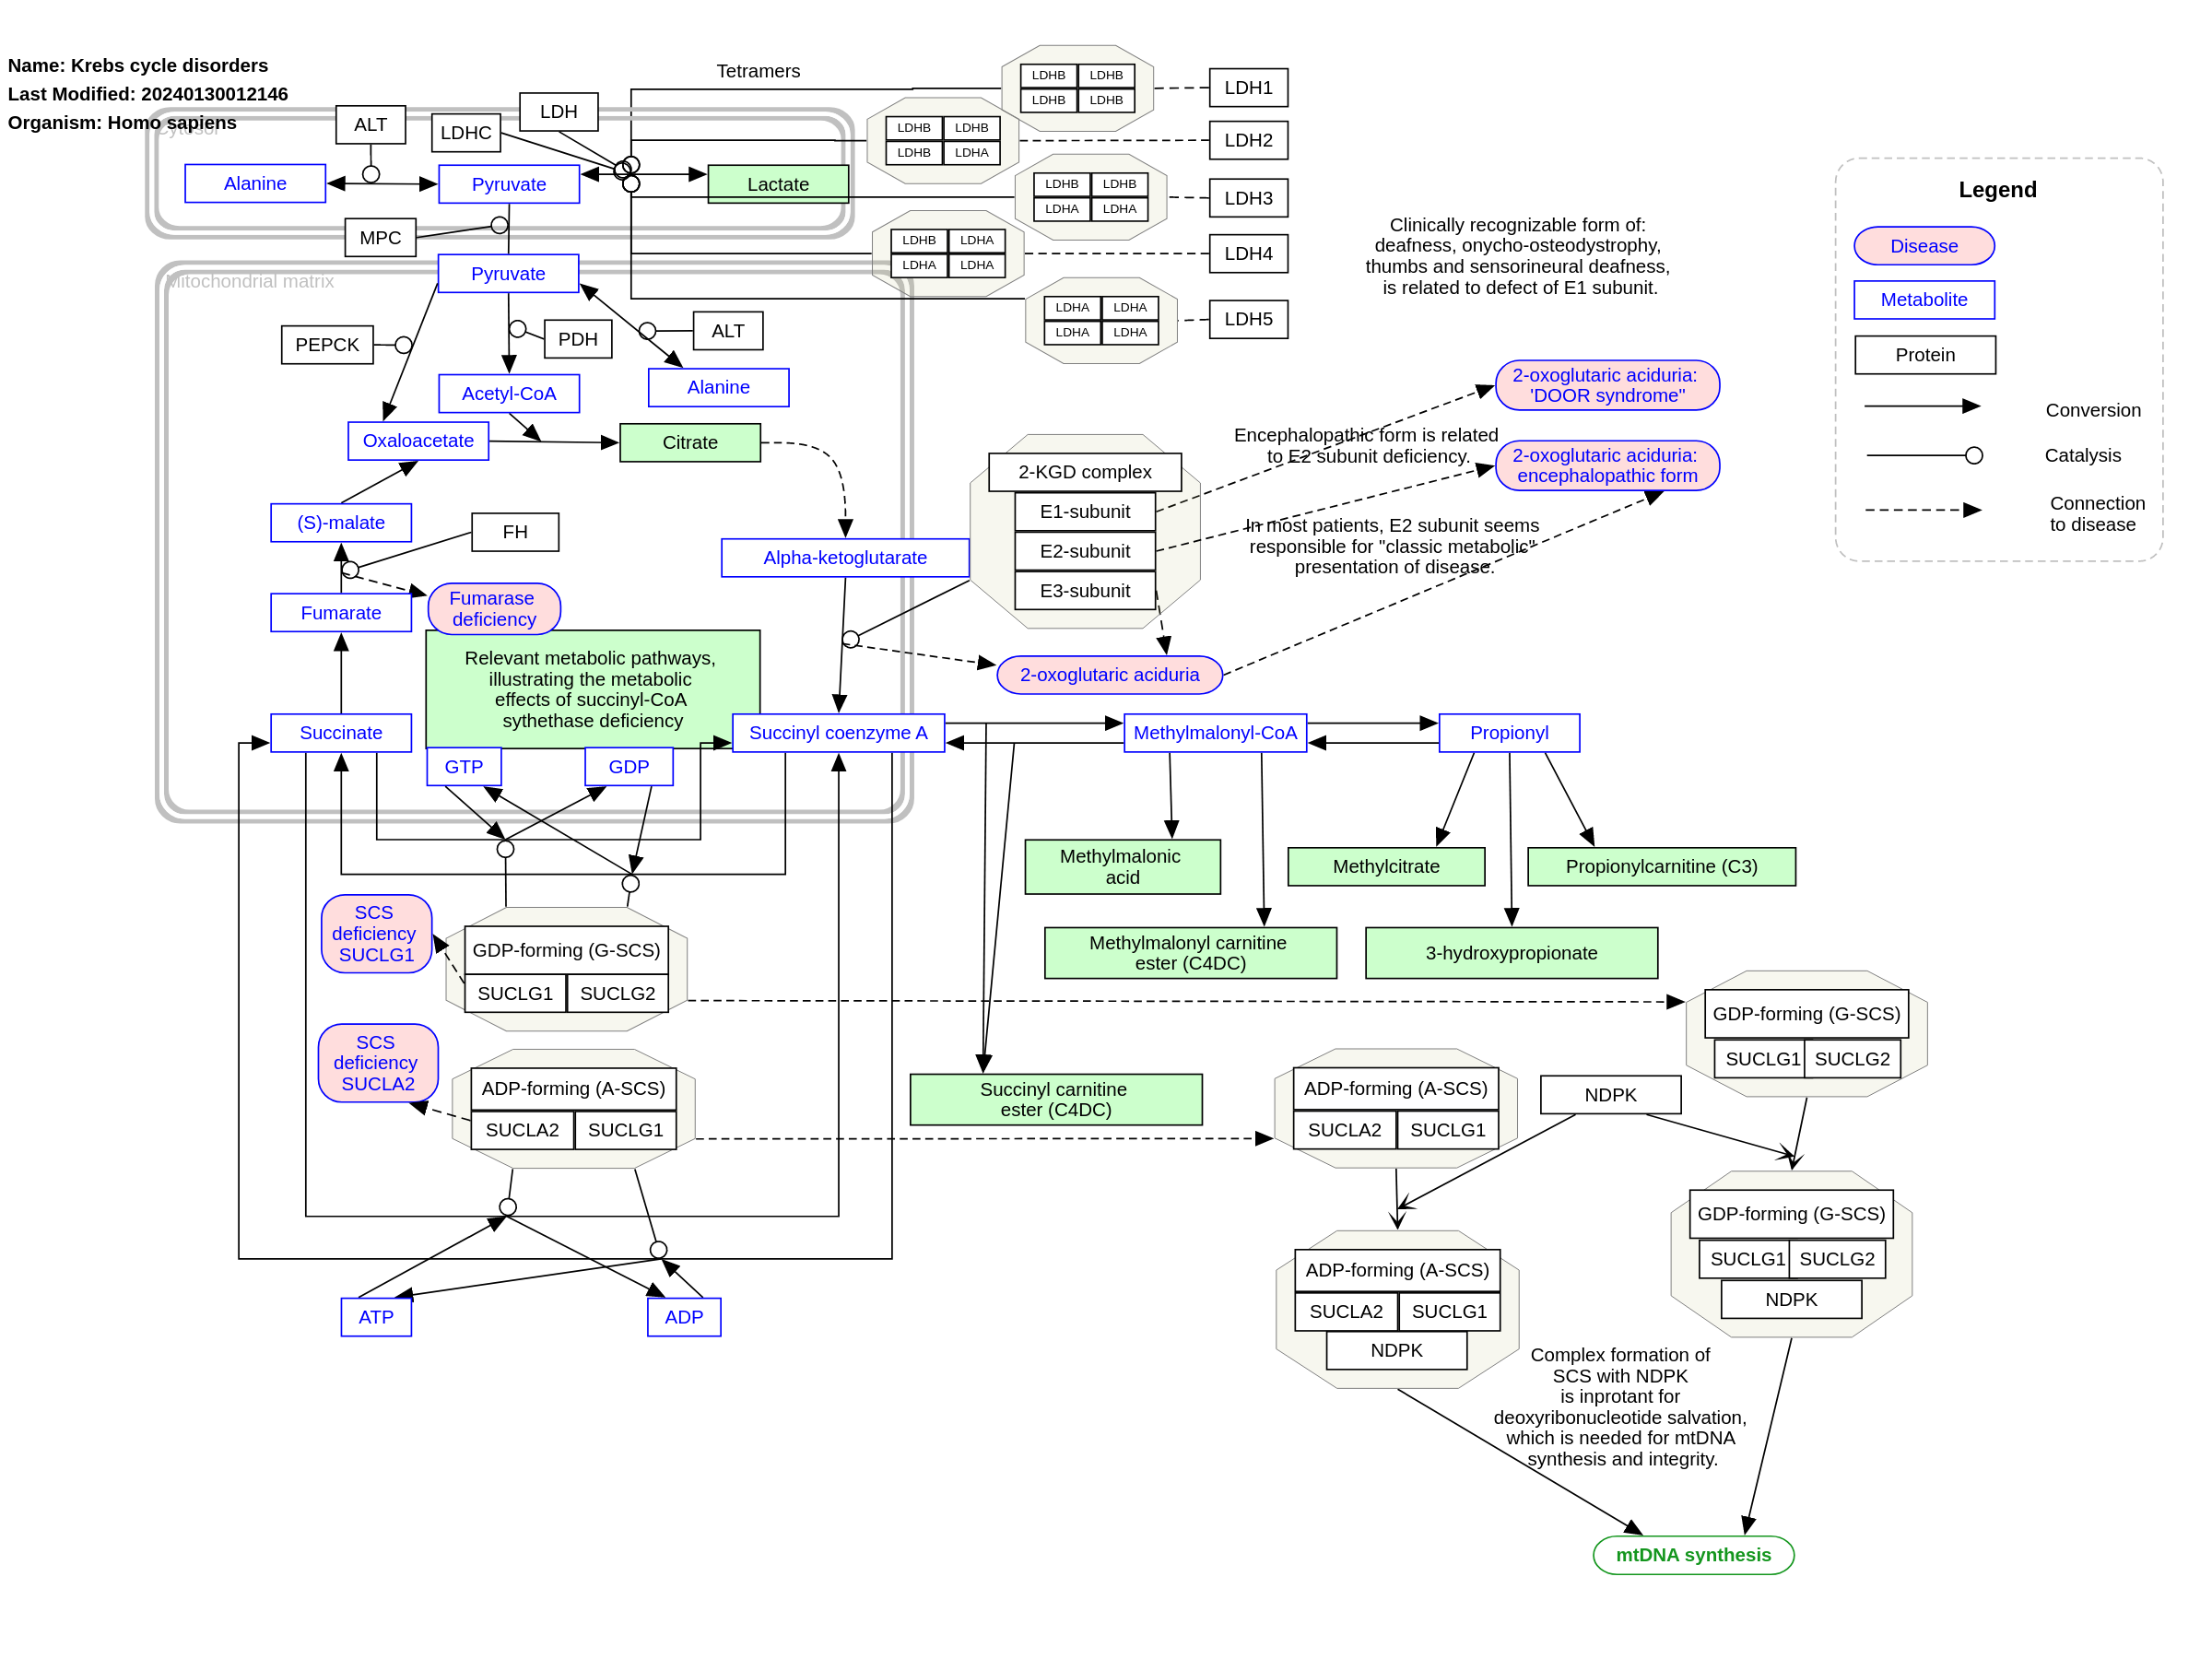 Name: Krebs cycle disorders
Last Modified: 20240130012146
Organism: Homo sapiens
Cytosol
Tetramers
ALT
LDHC
LDH
Alanine
Pyruvate
Lactate
MPC
LDHB LDHB
LDHB LDHB
LDH1
LDHB LDHB
LDHB LDHA
LDH2
LDHB LDHB
LDHA LDHA
LDH3
LDHB LDHA
LDHA LDHA
LDH4
LDHA LDHA
LDHA LDHA
LDH5
Mitochondrial matrix
Pyruvate
PEPCK
PDH
ALT
Acetyl-CoA
Alanine
Oxaloacetate
Citrate
(S)-malate
FH
Alpha-ketoglutarate
Fumarate
Fumarase
deficiency
Relevant metabolic pathways,
illustrating the metabolic
effects of succinyl-CoA
sythethase deficiency
Succinate
GTP
GDP
Succinyl coenzyme A
Methylmalonyl-CoA
Propionyl
Clinically recognizable form of:
deafness, onycho-osteodystrophy,
thumbs and sensorineural deafness,
is related to defect of E1 subunit.
2-KGD complex
E1-subunit
E2-subunit
E3-subunit
Encephalopathic form is related
to E2 subunit deficiency.
In most patients, E2 subunit seems
responsible for "classic metabolic"
presentation of disease.
2-oxoglutaric aciduria:
'DOOR syndrome"
2-oxoglutaric aciduria:
encephalopathic form
2-oxoglutaric aciduria
Legend
Disease
Metabolite
Protein
Conversion
Catalysis
Connection
to disease
Methylmalonic
acid
Methylcitrate
Propionylcarnitine (C3)
Methylmalonyl carnitine
ester (C4DC)
3-hydroxypropionate
SCS
deficiency
SUCLG1
GDP-forming (G-SCS)
SUCLG1 SUCLG2
SCS
deficiency
SUCLA2
ADP-forming (A-SCS)
SUCLA2 SUCLG1
Succinyl carnitine
ester (C4DC)
ATP
ADP
ADP-forming (A-SCS)
SUCLA2 SUCLG1
NDPK
GDP-forming (G-SCS)
SUCLG1 SUCLG2
ADP-forming (A-SCS)
SUCLA2 SUCLG1
NDPK
GDP-forming (G-SCS)
SUCLG1 SUCLG2
NDPK
Complex formation of
SCS with NDPK
is inprotant for
deoxyribonucleotide salvation,
which is needed for mtDNA
synthesis and integrity.
mtDNA synthesis